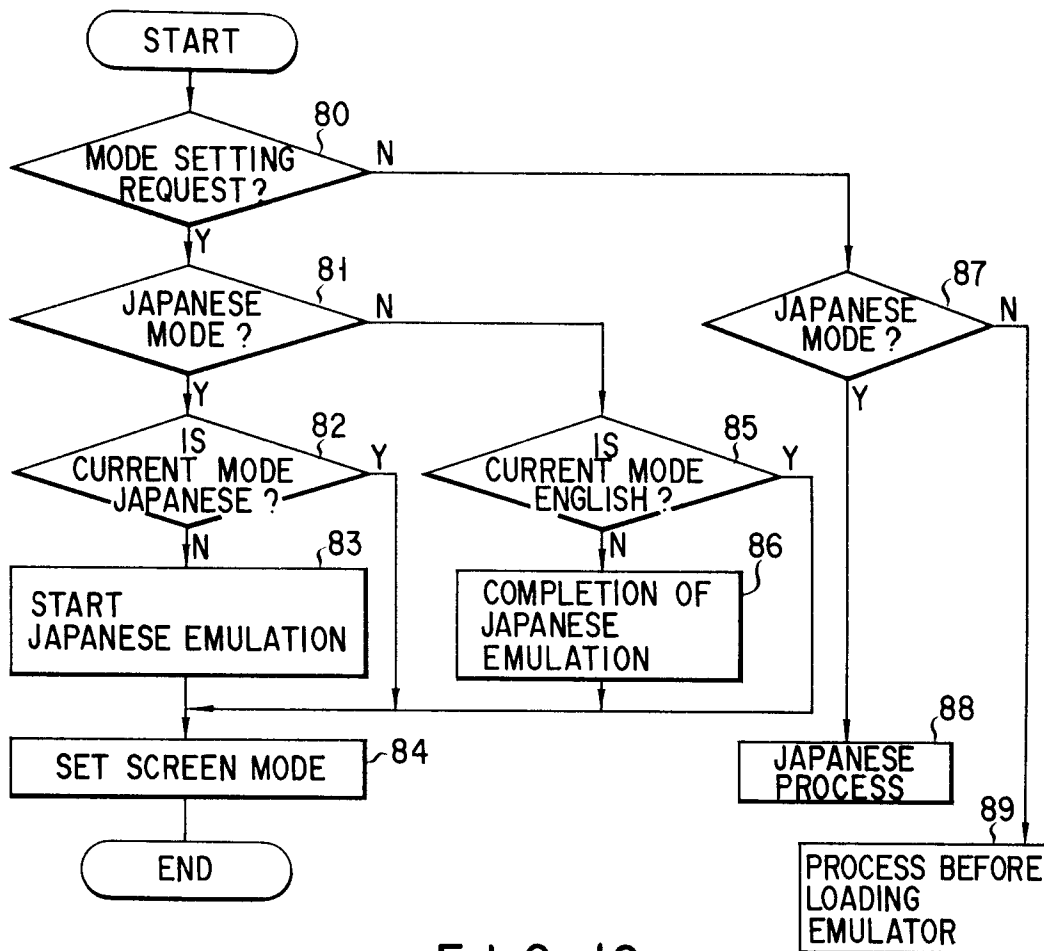 START
80
MODE SETTING
REQUEST?
N
Y
81
JAPANESE
MODE?
N
Y
87
JAPANESE
MODE?
N
Y
82
IS
CURRENT MODE
JAPANESE?
Y
N
85
IS
CURRENT MODE
ENGLISH?
Y
N
83
START
JAPANESE EMULATION
86
COMPLETION OF
JAPANESE
EMULATION
SET SCREEN MODE
84
88
JAPANESE
PROCESS
END
89
PROCESS BEFORE
LOADING
EMULATOR